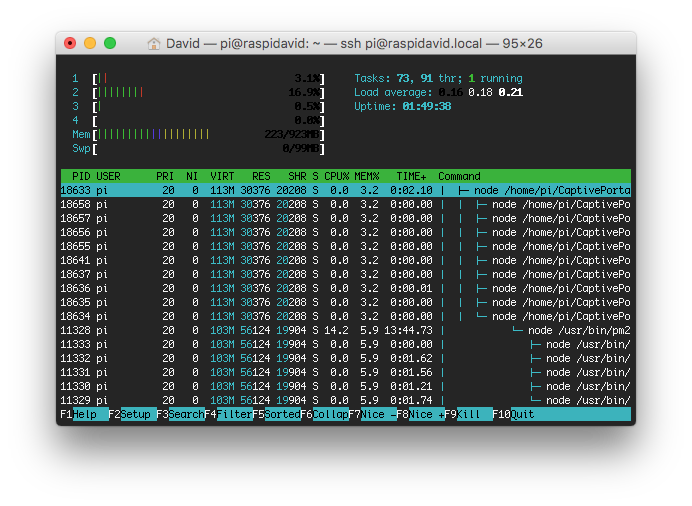 David — pi@raspidavid: ~ — ssh pi@raspidavid.local — 95×26
1 [|| 3.1%] Tasks: 73, 91 thr; 1 running
2 [|||||||| 16.9%] Load average: 0.16 0.18 0.21
3 [| 0.5%] Uptime: 01:49:38
4 [ 0.0%]
Mem[|||||||||||||||||||| 223/923MB]
Swp[ 0/99MB]
PID USER PRI NI VIRT RES SHR S CPU% MEM% TIME+ Command
18633 pi 20 0 113M 30376 20208 S 0.0 3.2 0:02.10 | ├─ node /home/pi/CaptivePorta
18658 pi 20 0 113M 30376 20208 S 0.0 3.2 0:00.00 | | ├─ node /home/pi/CaptivePo
18657 pi 20 0 113M 30376 20208 S 0.0 3.2 0:00.00 | | ├─ node /home/pi/CaptivePo
18656 pi 20 0 113M 30376 20208 S 0.0 3.2 0:00.00 | | ├─ node /home/pi/CaptivePo
18655 pi 20 0 113M 30376 20208 S 0.0 3.2 0:00.00 | | ├─ node /home/pi/CaptivePo
18641 pi 20 0 113M 30376 20208 S 0.0 3.2 0:00.00 | | ├─ node /home/pi/CaptivePo
18637 pi 20 0 113M 30376 20208 S 0.0 3.2 0:00.00 | | ├─ node /home/pi/CaptivePo
18636 pi 20 0 113M 30376 20208 S 0.0 3.2 0:00.01 | | ├─ node /home/pi/CaptivePo
18635 pi 20 0 113M 30376 20208 S 0.0 3.2 0:00.00 | | ├─ node /home/pi/CaptivePo
18634 pi 20 0 113M 30376 20208 S 0.0 3.2 0:00.00 | | └─ node /home/pi/CaptivePo
11328 pi 20 0 103M 56124 19904 S 14.2 5.9 13:44.73 | └─ node /usr/bin/pm2
11333 pi 20 0 103M 56124 19904 S 0.0 5.9 0:00.00 | ├─ node /usr/bin/
11332 pi 20 0 103M 56124 19904 S 0.0 5.9 0:01.62 | ├─ node /usr/bin/
11331 pi 20 0 103M 56124 19904 S 0.0 5.9 0:01.56 | ├─ node /usr/bin/
11330 pi 20 0 103M 56124 19904 S 0.0 5.9 0:01.21 | ├─ node /usr/bin/
11329 pi 20 0 103M 56124 19904 S 0.0 5.9 0:01.74 | └─ node /usr/bin/
F1Help F2Setup F3SearchF4FilterF5SortedF6CollapF7Nice -F8Nice +F9Kill F10Quit